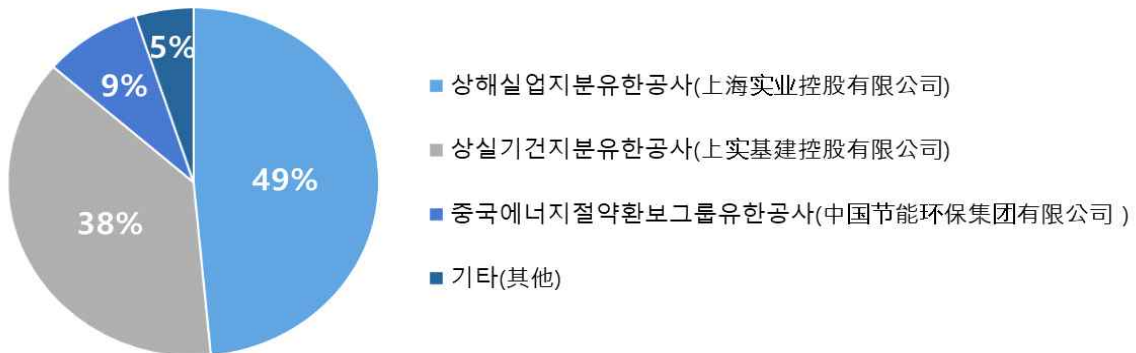 5%
9%
49%
38%
상해실업지분유한공사(上海实业控股有限公司)
상실기건지분유한공사(上实基建控股有限公司)
중국에너지절약환보그룹유한공사(中国节能环保集团有限公司 )
기타(其他)